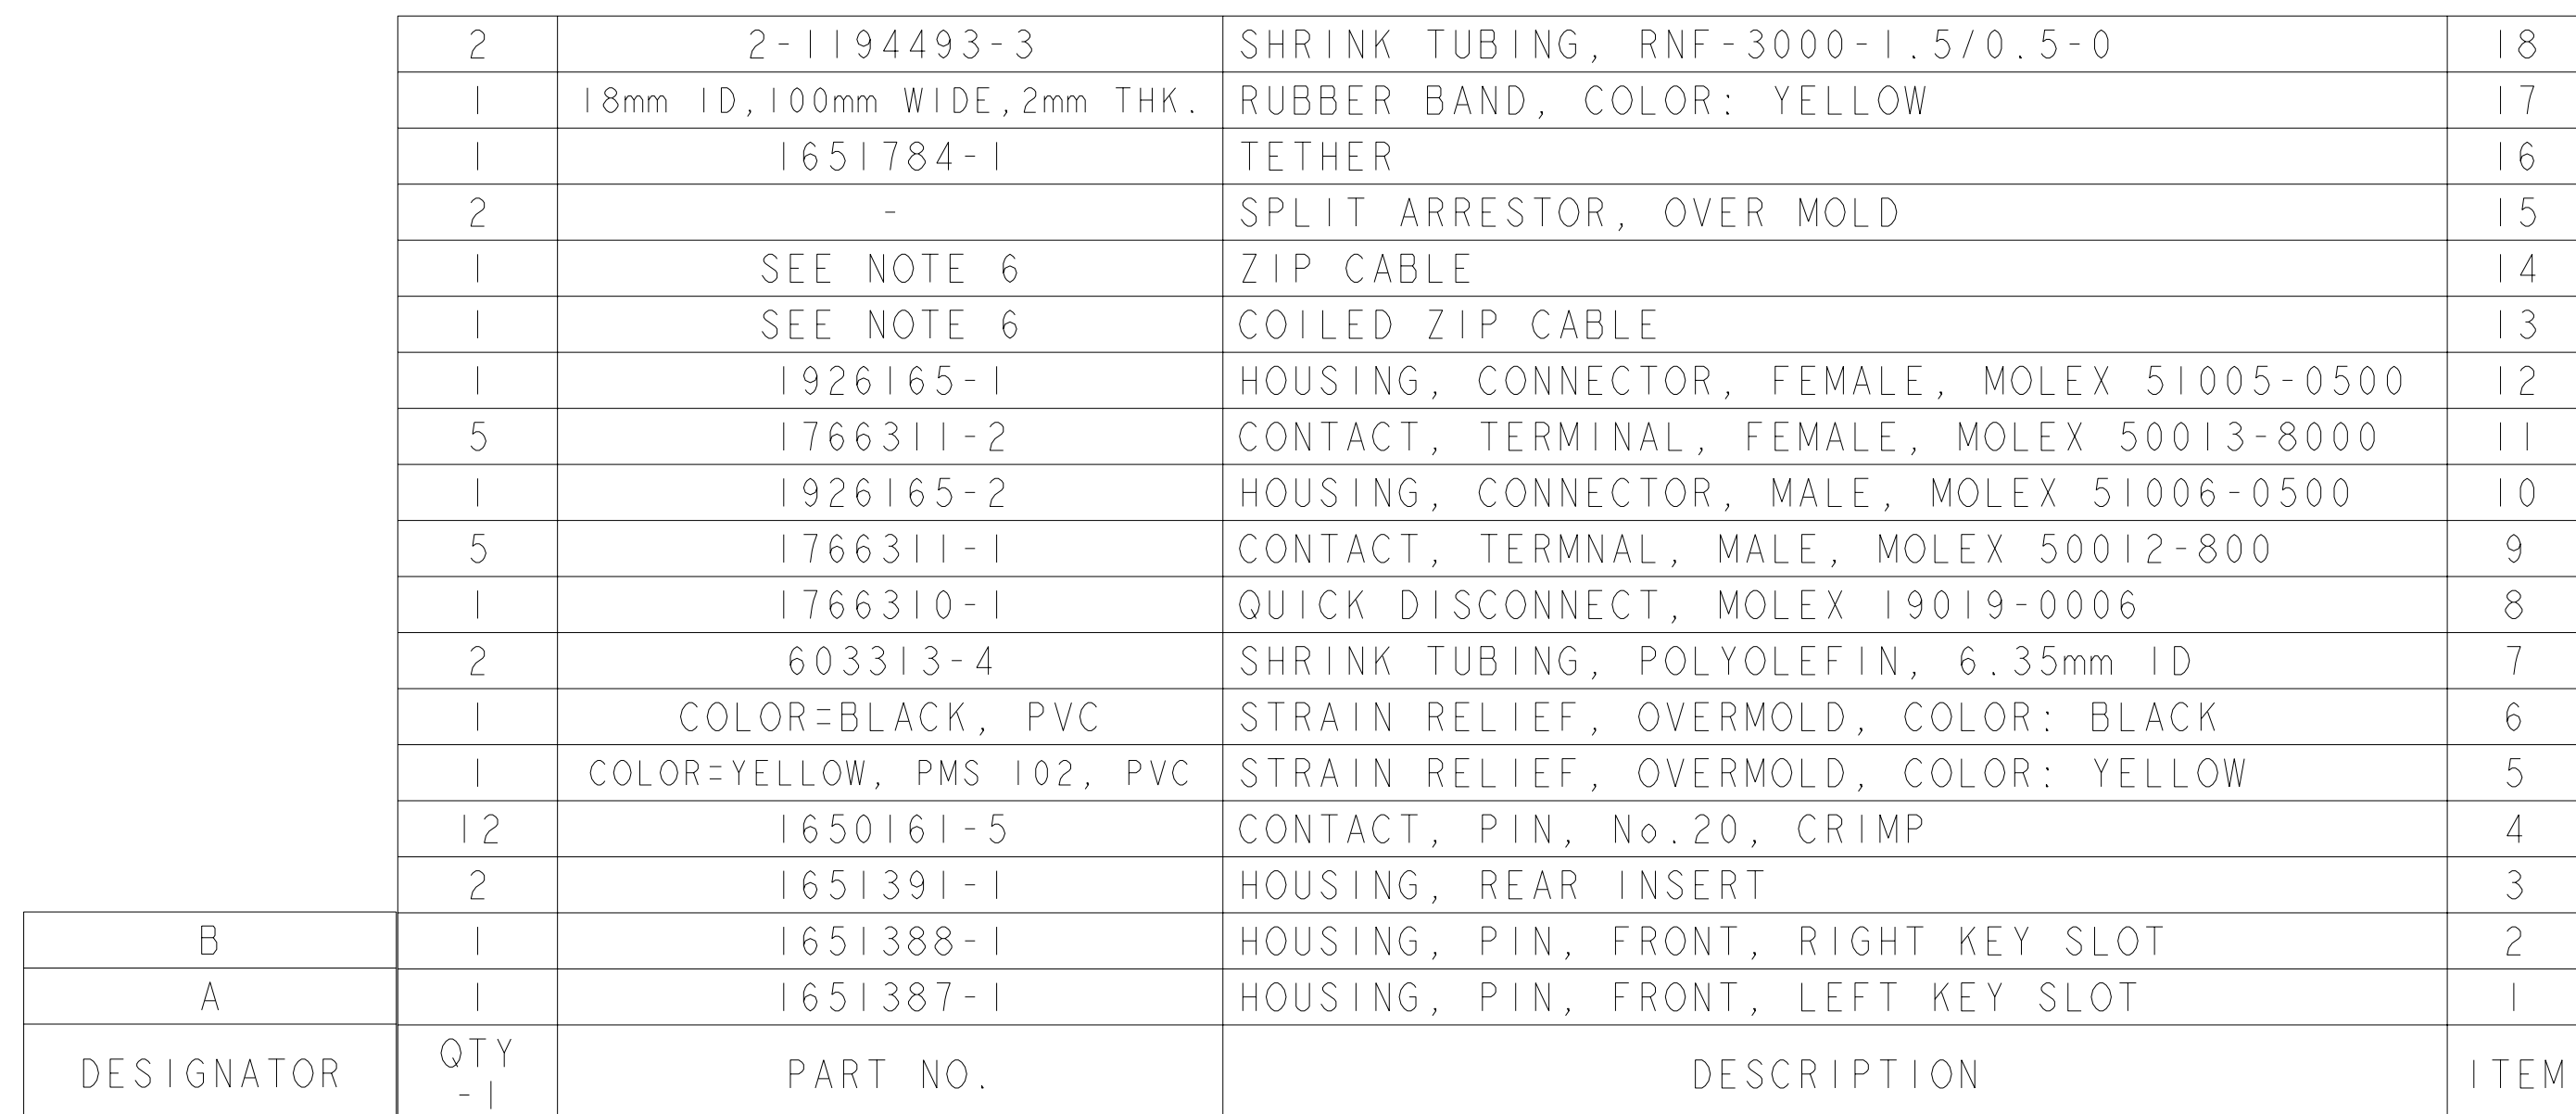 2 2-1194493-3 SHRINK TUBING, RNF-3000-1.5/0.5-0 18
1 18mm ID,100mm WIDE,2mm THK. RUBBER BAND, COLOR: YELLOW 17
1 1651784-1 TETHER 16
2 - SPLIT ARRESTOR, OVER MOLD 15
1 SEE NOTE 6 ZIP CABLE 14
1 SEE NOTE 6 COILED ZIP CABLE 13
1 1926165-1 HOUSING, CONNECTOR, FEMALE, MOLEX 51005-0500 12
5 1766311-2 CONTACT, TERMINAL, FEMALE, MOLEX 50013-8000 11
1 1926165-2 HOUSING, CONNECTOR, MALE, MOLEX 51006-0500 10
5 1766311-1 CONTACT, TERMNAL, MALE, MOLEX 50012-800 9
1 1766310-1 QUICK DISCONNECT, MOLEX 19019-0006 8
2 603313-4 SHRINK TUBING, POLYOLEFIN, 6.35mm ID 7
1 COLOR=BLACK, PVC STRAIN RELIEF, OVERMOLD, COLOR: BLACK 6
1 COLOR=YELLOW, PMS 102, PVC STRAIN RELIEF, OVERMOLD, COLOR: YELLOW 5
12 1650161-5 CONTACT, PIN, No.20, CRIMP 4
2 1651391-1 HOUSING, REAR INSERT 3
B 1 1651388-1 HOUSING, PIN, FRONT, RIGHT KEY SLOT 2
A 1 1651387-1 HOUSING, PIN, FRONT, LEFT KEY SLOT 1
DESIGNATOR QTY -1 PART NO. DESCRIPTION ITEM